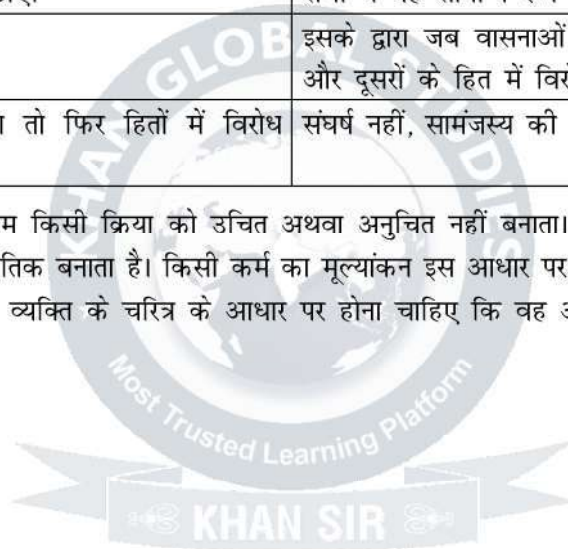 इसके द्वारा जब वासनाओं
और दूसरों के हित में
तो फिर हितों में विरोध
संघर्ष नहीं, सामंजस्य की
किसी क्रिया को उचित अथवा अनुचित नहीं बनाता।
बनाता है। किसी कर्म का मूल्यांकन इस आधार पर
व्यक्ति के चरित्र के आधार पर होना चाहिए कि वह
KHAN GLOBAL STUDIES
Most Trusted Learning Platform
KHAN SIR